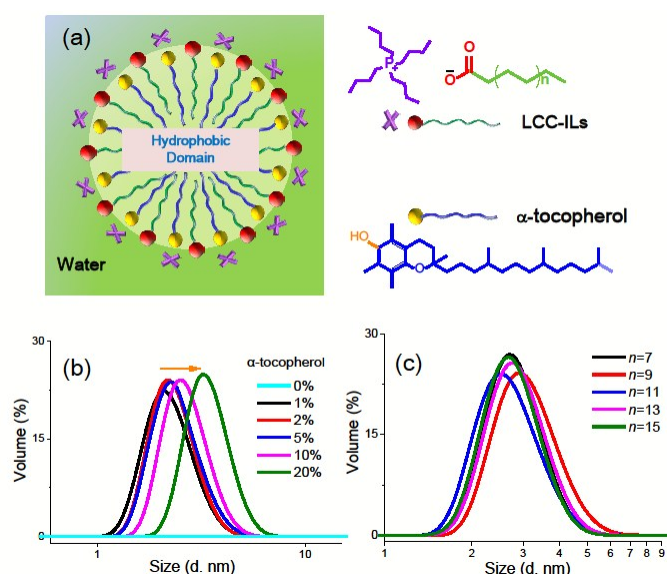 (a)
Hydrophobic
Domain
Water
P+
O
O
−
n
LCC-ILs
α-tocopherol
HO
O
(b)
α-tocopherol
0%
1%
2%
5%
10%
20%
30
15
0
1
10
Volume (%)
Size (d. nm)
(c)
n=7
n=9
n=11
n=13
n=15
30
15
0
1
2
3
4
5
6
7
8
9
Volume (%)
Size (d. nm)